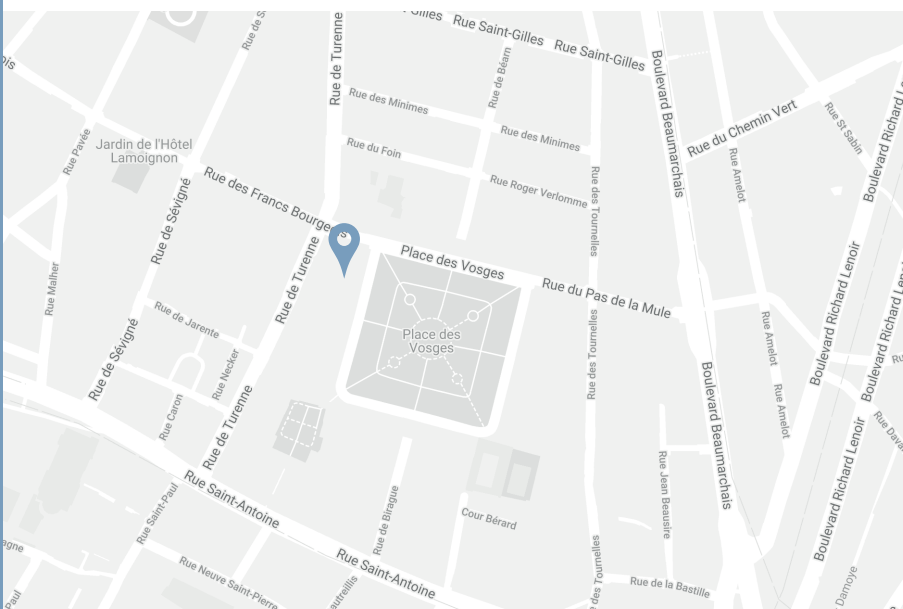 Rue Saint-Gilles
Rue Saint-Gilles
Rue de Turenne
Rue de Béarn
Boulevard Beaumarchais
Rue des Minimes
Rue des Minimes
Rue du Chemin Vert
Rue St Sabin
Boulevard Richard
Rue Pavée
Jardin de l'Hôtel
Lamoignon
Rue du Foin
Rue Amelot
Rue des Francs
Rue Roger Verlomme
Rue des Tournelles
Rue de Sévigné
Rue de Turenne
Place des Vosges
Rue du Pas de la Mule
Rue Malher
Boulevard Richard Lenoir
Boulevard Richard
Rue de Jarente
Place des
Vosges
Rue Amelot
Rue des Tournelles
Rue de Sévigné
Rue Necker
Rue Amelot
Rue Caron
Rue de Turenne
Boulevard Beaumarchais
Boulevard Richard Lenoir
Rue Saint-Antoine
Rue Jean Beausire
Rue Saint-Paul
Rue de Birague
Cour Bérard
Rue Saint-Antoine
Rue Neuve Saint-Pierre
Rue de la Bastille
des Tournelles
Damoye
Paul